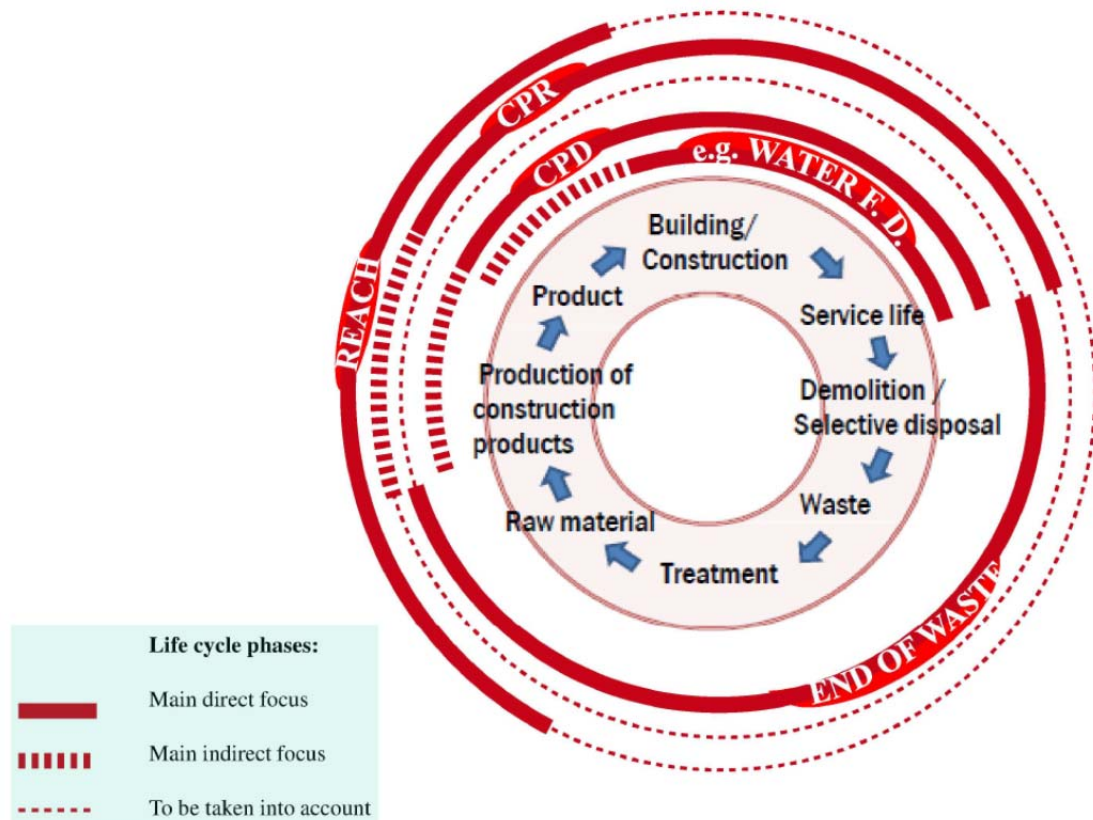 CPR
CPD
e.g. WATER F. D.
REACH
Building/
Construction
Product
Service life
Production of
construction
products
Demolition /
Selective disposal
Raw material
Waste
Treatment
END OF WASTE
Life cycle phases:
Main direct focus
Main indirect focus
To be taken into account